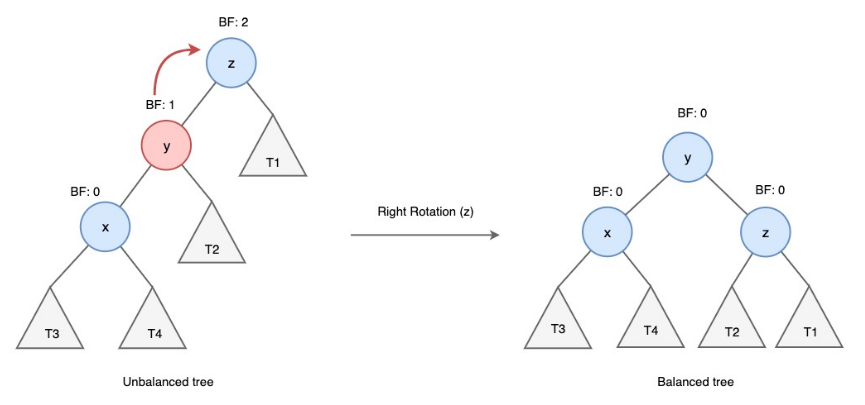 BF: 2
z
BF: 1
y
T1
BF: 0
x
T2
T3
T4
Unbalanced tree
Right Rotation (z)
BF: 0
y
BF: 0
BF: 0
x
z
T3
T4
T2
T1
Balanced tree